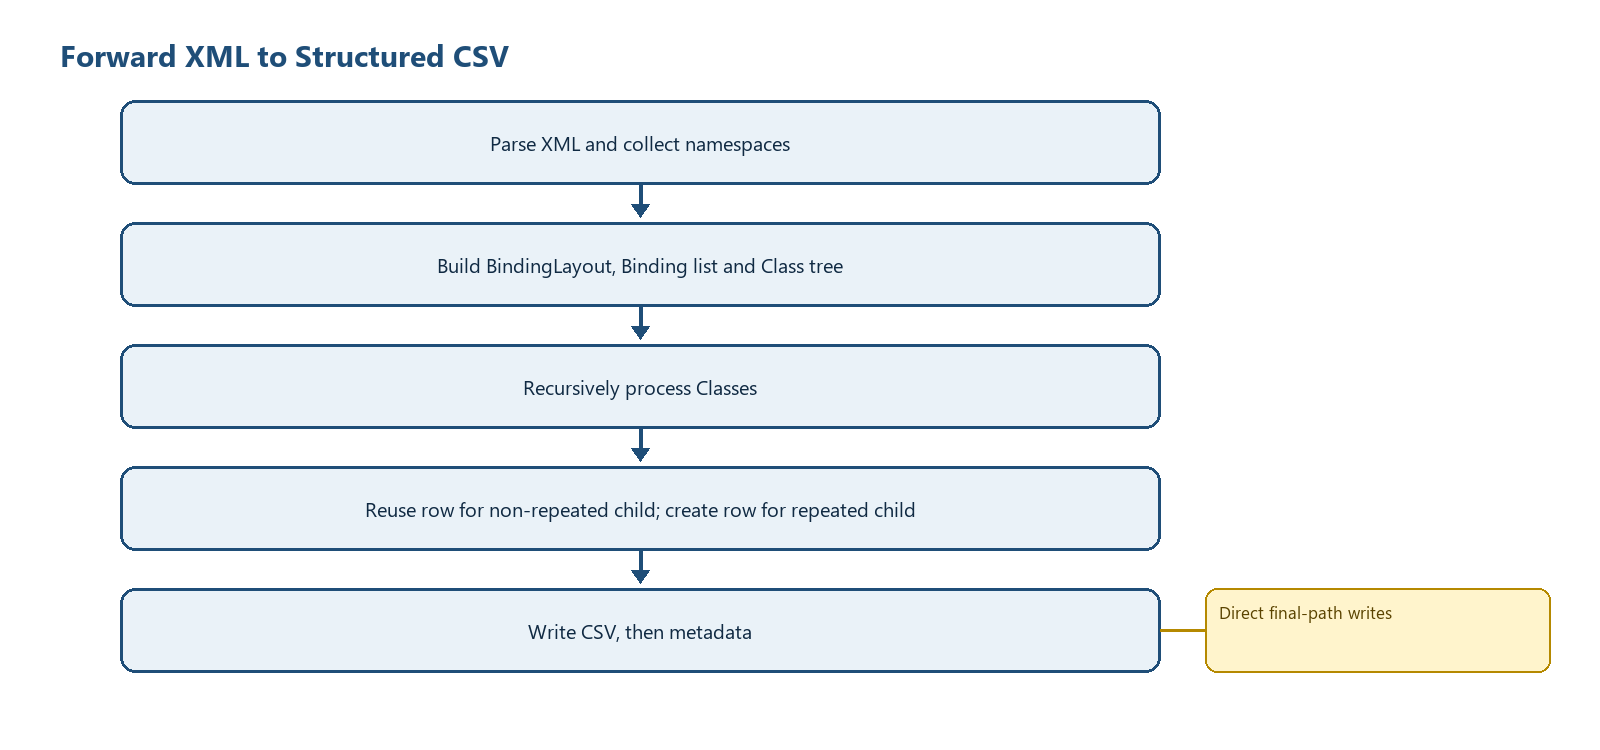 Forward XML to Structured CSV
Parse XML and collect namespaces
Build BindingLayout, Binding list and Class tree
Recursively process Classes
Reuse row for non-repeated child; create row for repeated child
Write CSV, then metadata
Direct final-path writes